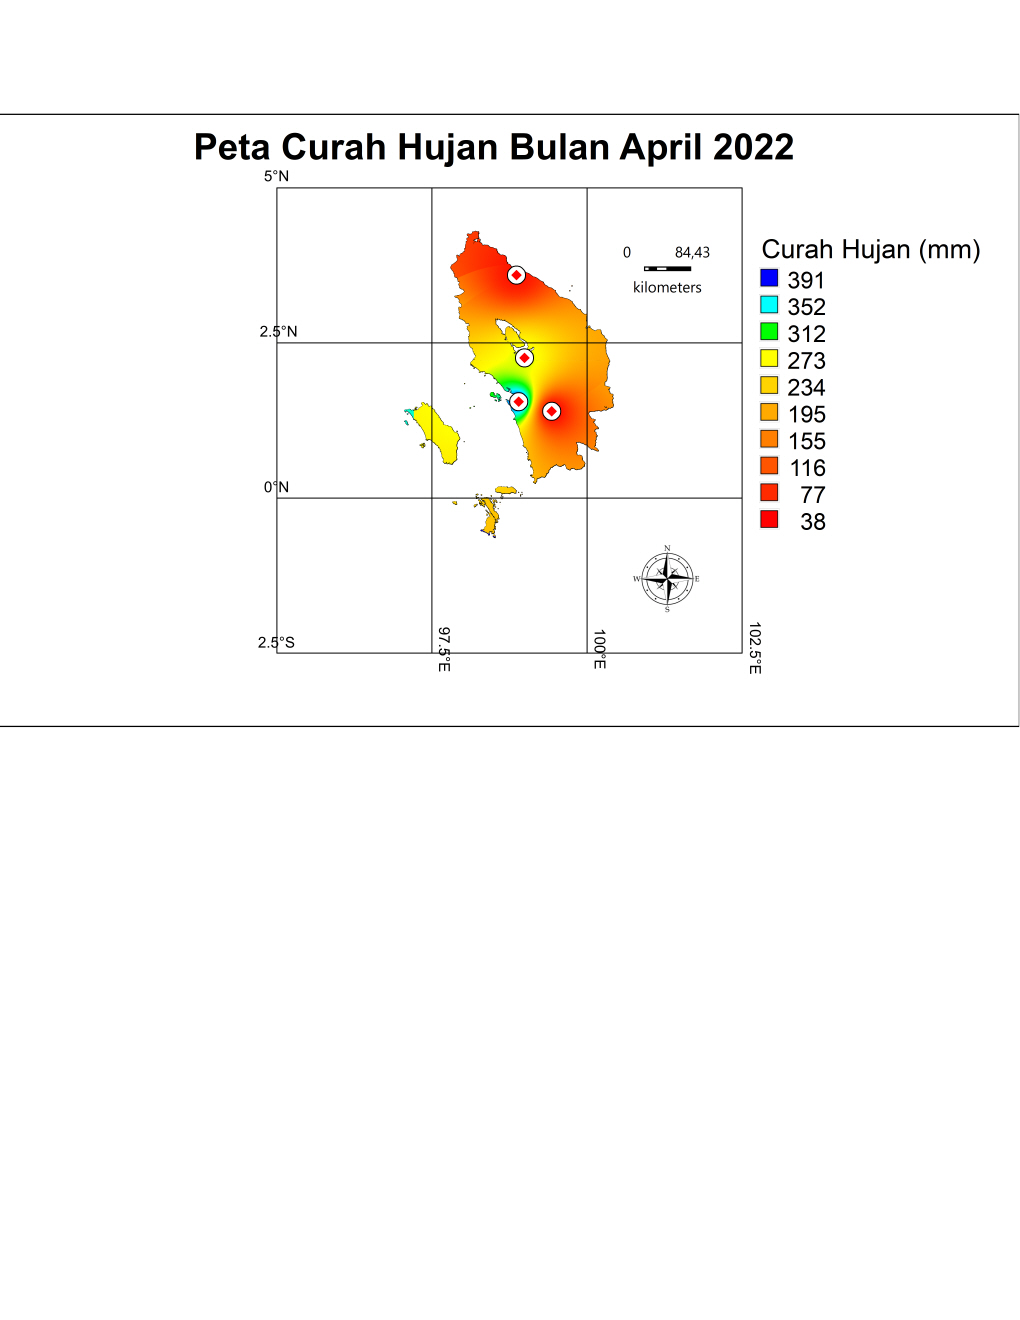 Peta Curah Hujan Bulan April 2022
5°N
0 84,43
kilometers
Curah Hujan (mm)
391
352
312
273
234
195
155
116
77
38
2.5°N
0°N
N
W E
S
2.5°S
97.5°E
100°E
102.5°E